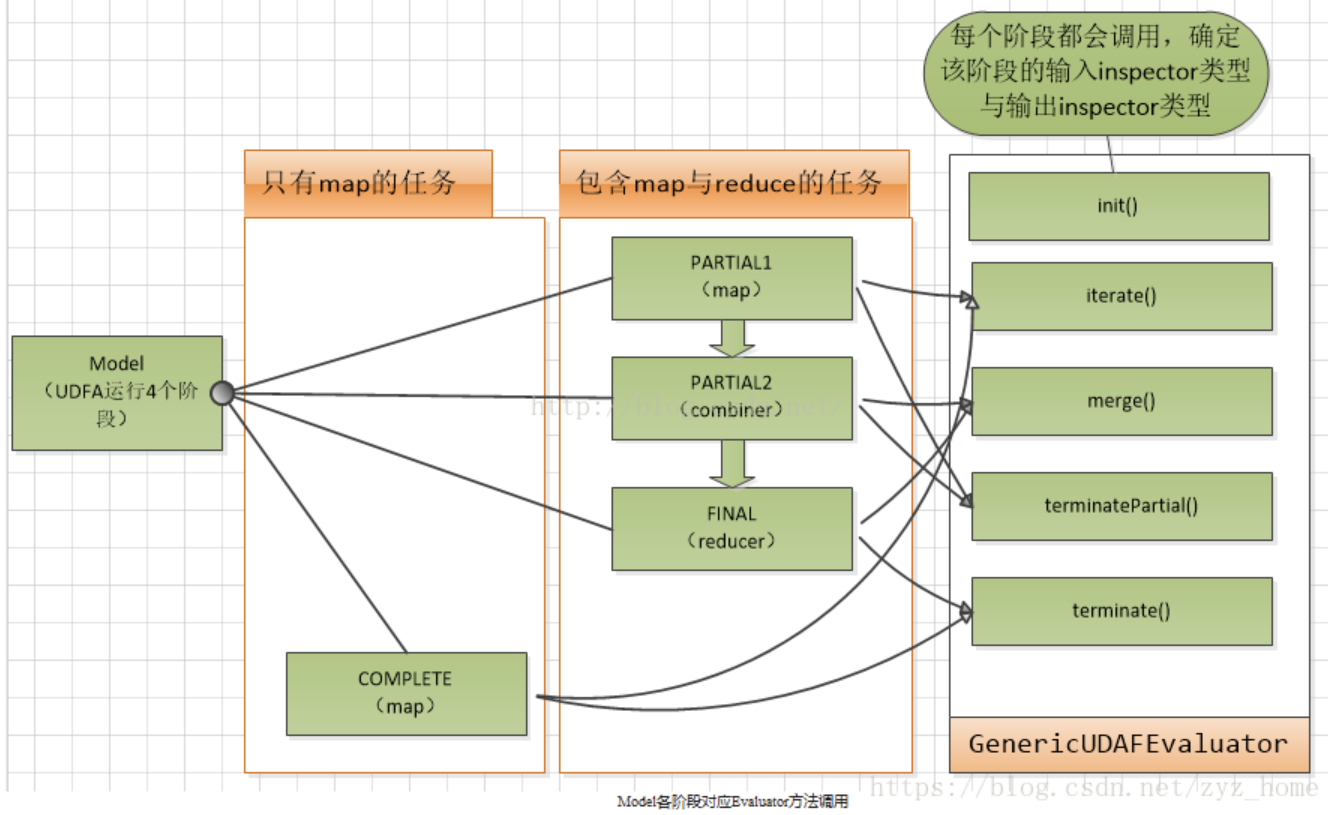 每个阶段都会调用，确定
该阶段的输入inspector类型
与输出inspector类型
只有map的任务
包含map与reduce的任务
init()
PARTIAL1
（map）
iterate()
Model
（UDFA运行4个阶
段）
PARTIAL2
（combiner）
merge()
FINAL
（reducer）
terminatePartial()
terminate()
COMPLETE
（map）
GenericUDAFEvaluator
https://blog.csdn.net/zyz_home
Model各阶段对应Evaluator方法调用